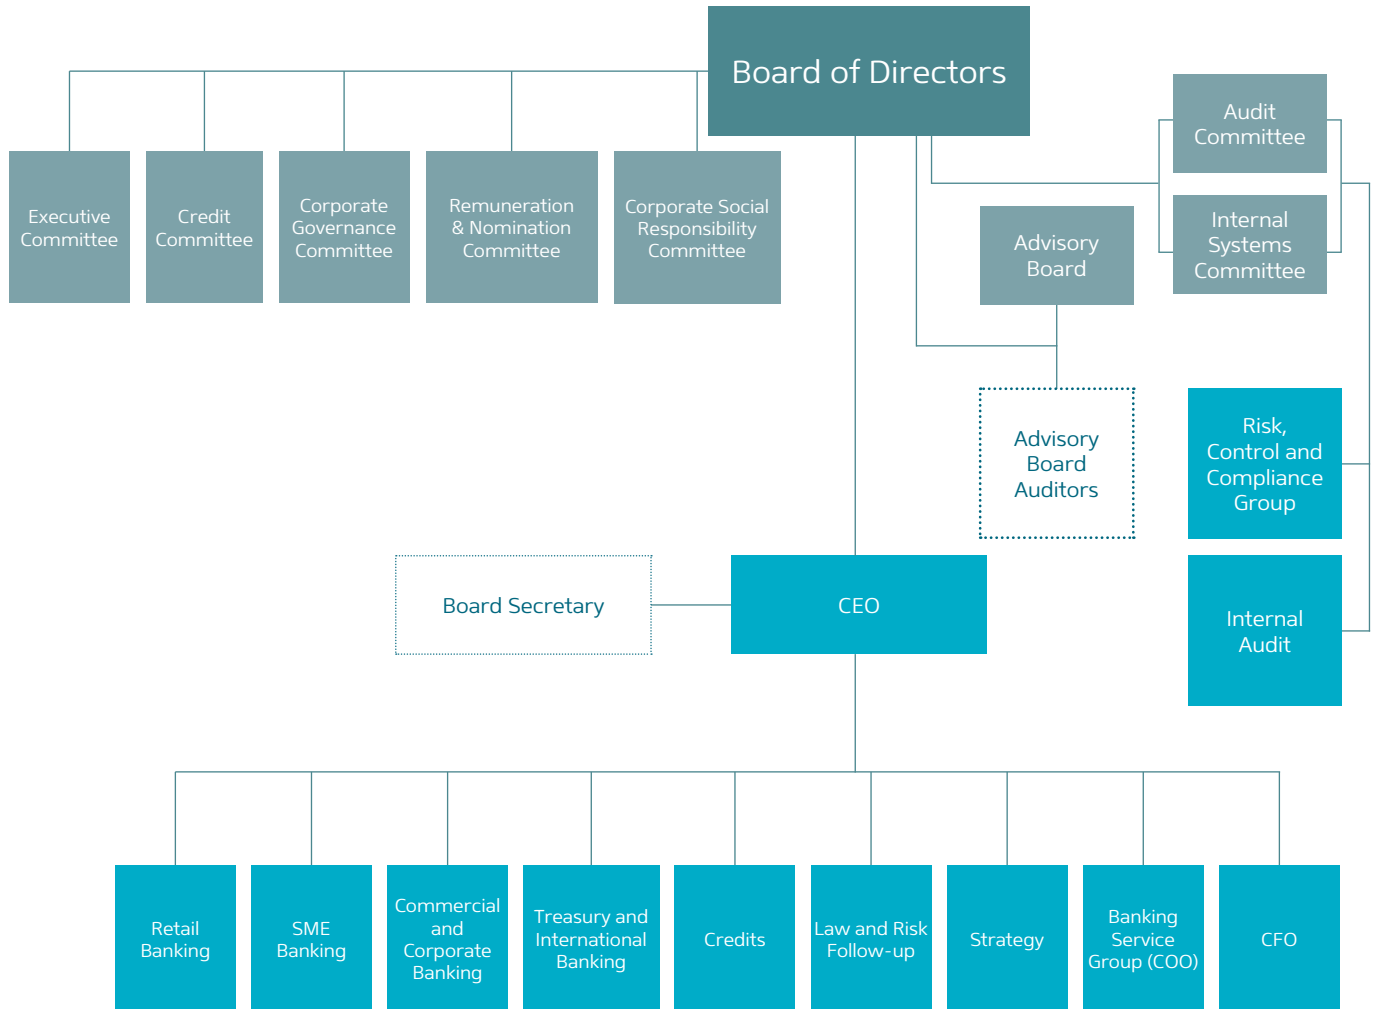 Board of Directors
Audit
Committee
Executive
Committee
Credit
Committee
Corporate
Governance
Committee
Remuneration
& Nomination
Committee
Corporate Social
Responsibility
Committee
Advisory
Board
Internal
Systems
Committee
Advisory
Board
Auditors
Risk,
Control and
Compliance
Group
Board Secretary
CEO
Internal
Audit
Retail
Banking
SME
Banking
Commercial
and
Corporate
Banking
Treasury and
International
Banking
Credits
Law and Risk
Follow-up
Strategy
Banking
Service
Group (COO)
CFO